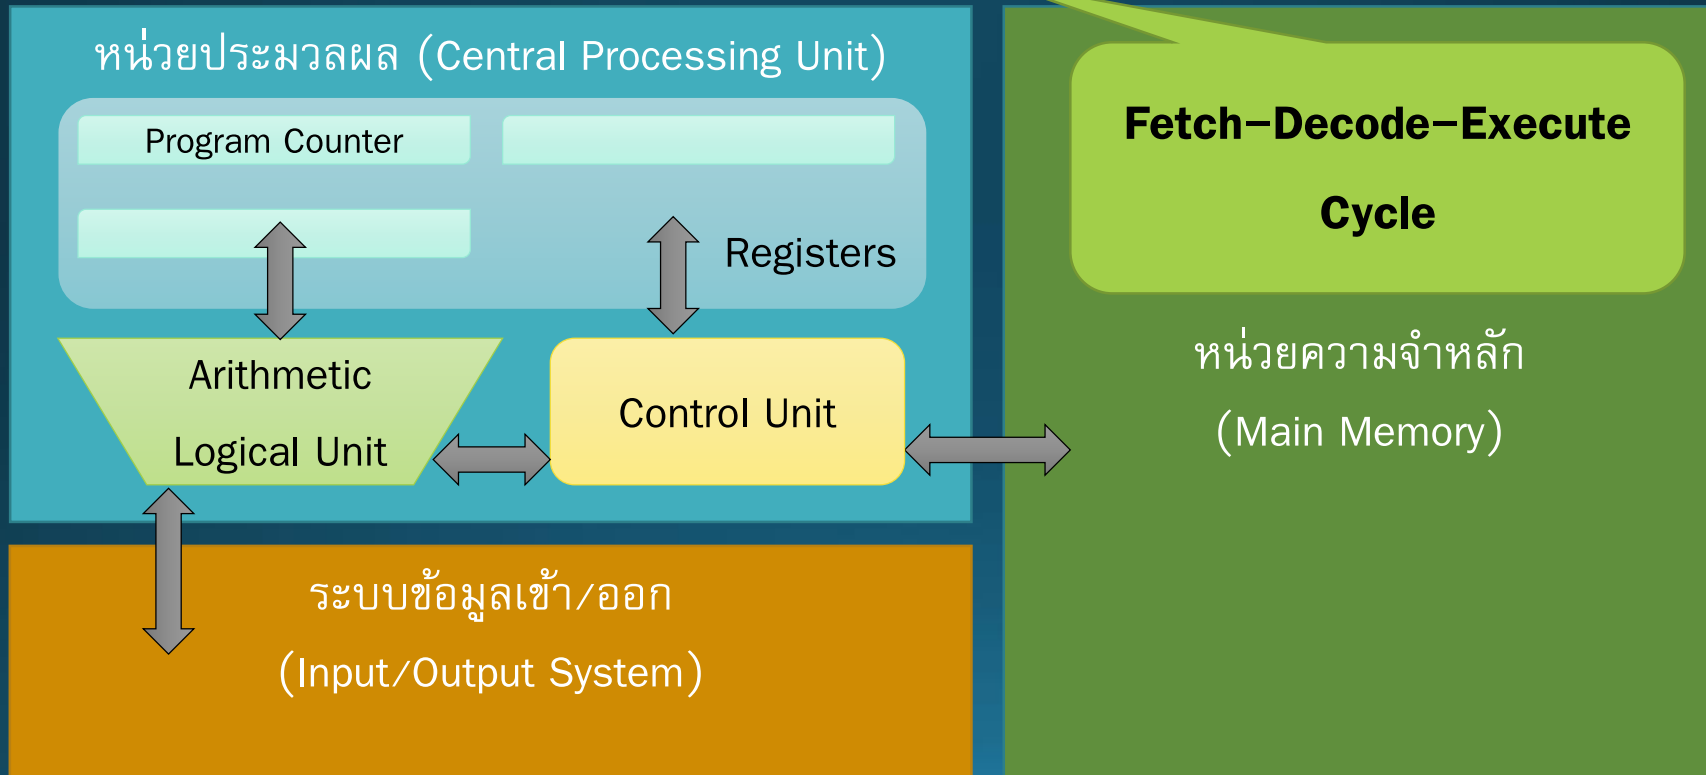 หน่วยประมวลผล (Central Processing Unit)
Program Counter
Registers
Arithmetic
Logical Unit
Control Unit
Fetch–Decode–Execute
Cycle
หน่วยความจำหลัก
(Main Memory)
ระบบข้อมูลเข้า/ออก
(Input/Output System)